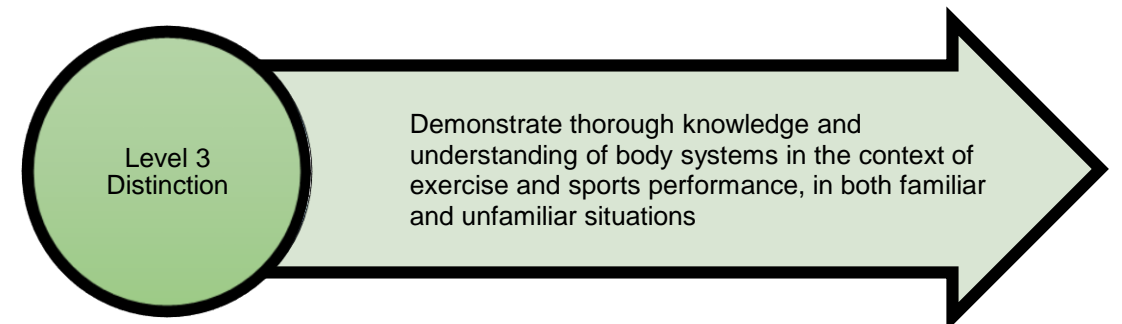 Level 3
Distinction
Demonstrate thorough knowledge and
understanding of body systems in the context of
exercise and sports performance, in both familiar
and unfamiliar situations